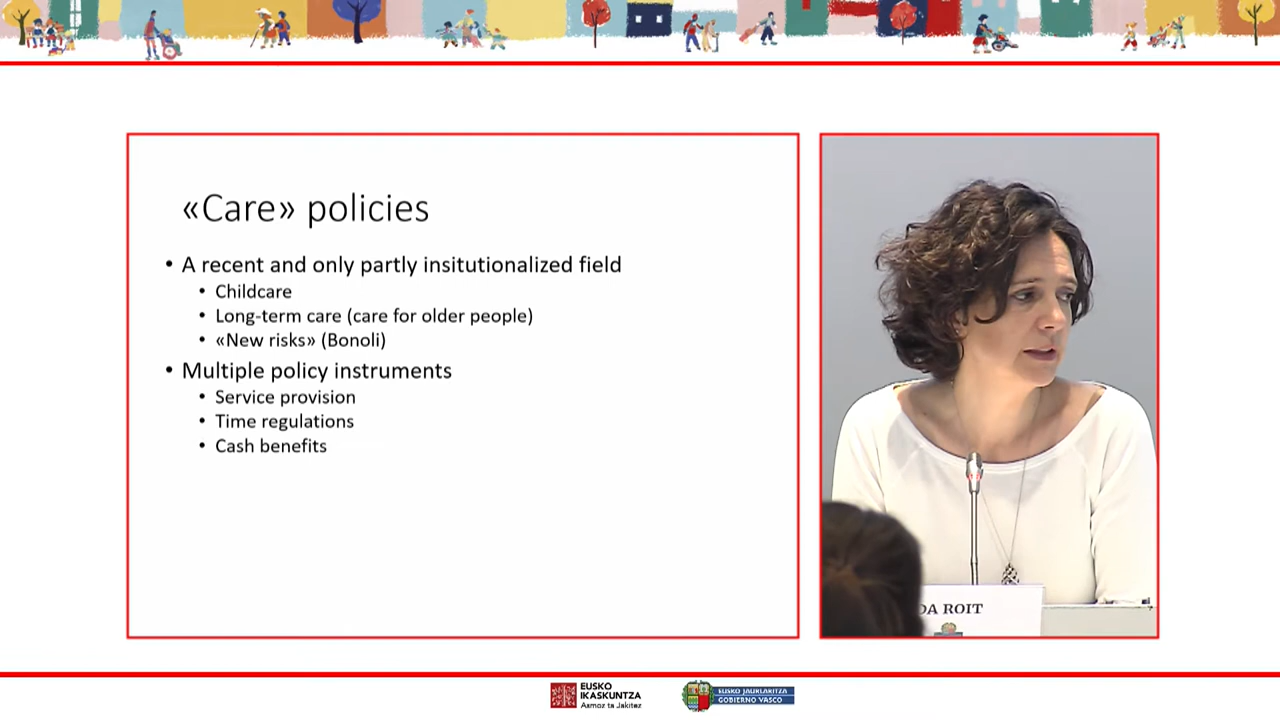 «Care» policies
• A recent and only partly insitutionalized field
• Childcare
• Long-term care (care for older people)
• «New risks» (Bonoli)
• Multiple policy instruments
• Service provision
• Time regulations
• Cash benefits
DA ROIT
EUSKO
IKASKUNTZA
Asmoz ta Jakitez
EUSKO JAURLARITZA
GOBIERNO VASCO